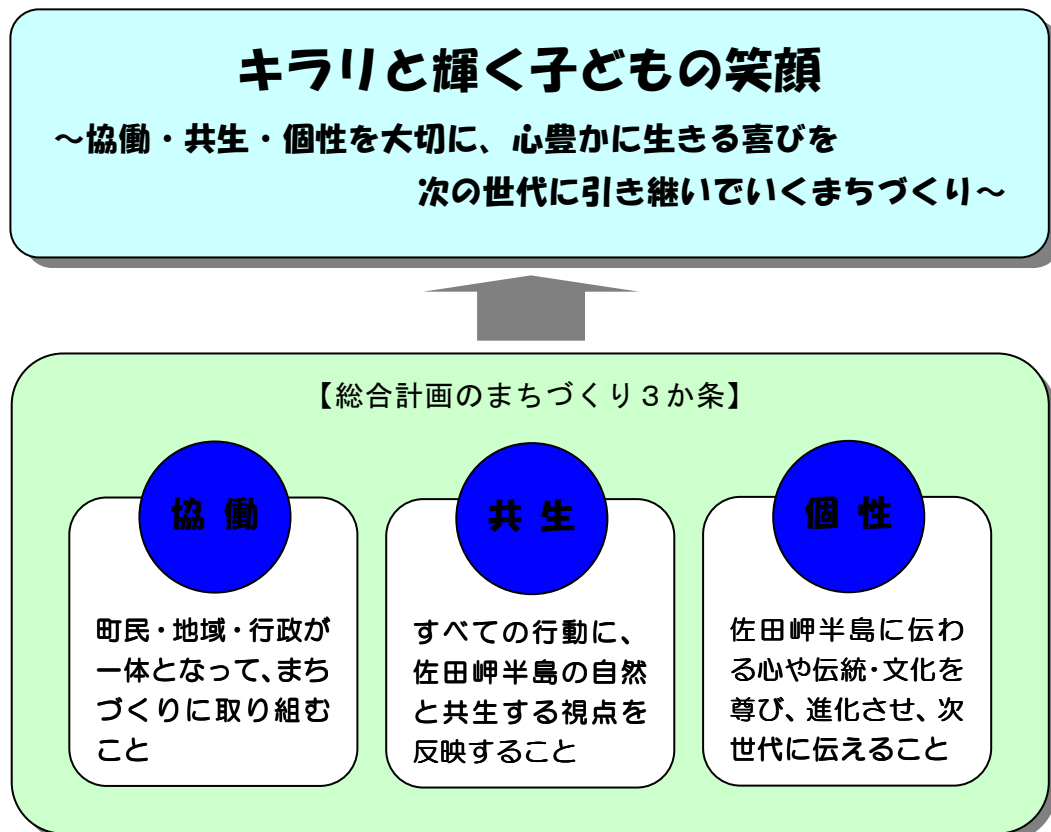 キラリと輝く子どもの笑顔
～協働・共生・個性を大切に、心豊かに生きる喜びを
次の世代に引き継いでいくまちづくり～
【総合計画のまちづくり３か条】
協 働
町民・地域・行政が
一体となって、まち
づくりに取り組む
こと
共 生
すべての行動に、
佐田岬半島の自然
と共生する視点を
反映すること
個 性
佐田岬半島に伝わ
る心や伝統・文化を
尊び、進化させ、次
世代に伝えること